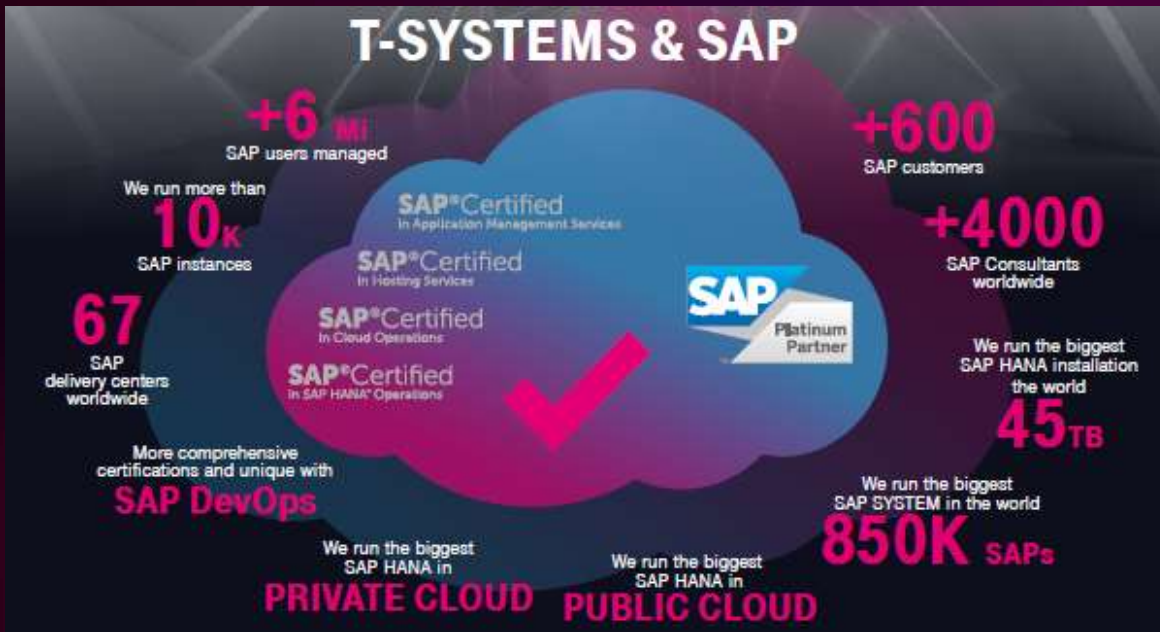 T-SYSTEMS & SAP
+6 Mi
SAP users managed
We run more than
10K
SAP instances
67
SAP
delivery centers
worldwide
More comprehensive
certifications and unique with
SAP DevOps
We run the biggest
SAP HANA in
PRIVATE CLOUD
We run the biggest
SAP HANA in
PUBLIC CLOUD
SAP®Certified
in Application Management Services
SAP®Certified
in Hosting Services
SAP®Certified
in Cloud Operations
SAP®Certified
in SAP HANA® Operations
SAP
Platinum
Partner
+600
SAP customers
+4000
SAP Consultants
worldwide
We run the biggest
SAP HANA installation
the world
45TB
We run the biggest
SAP SYSTEM in the world
850K SAPs